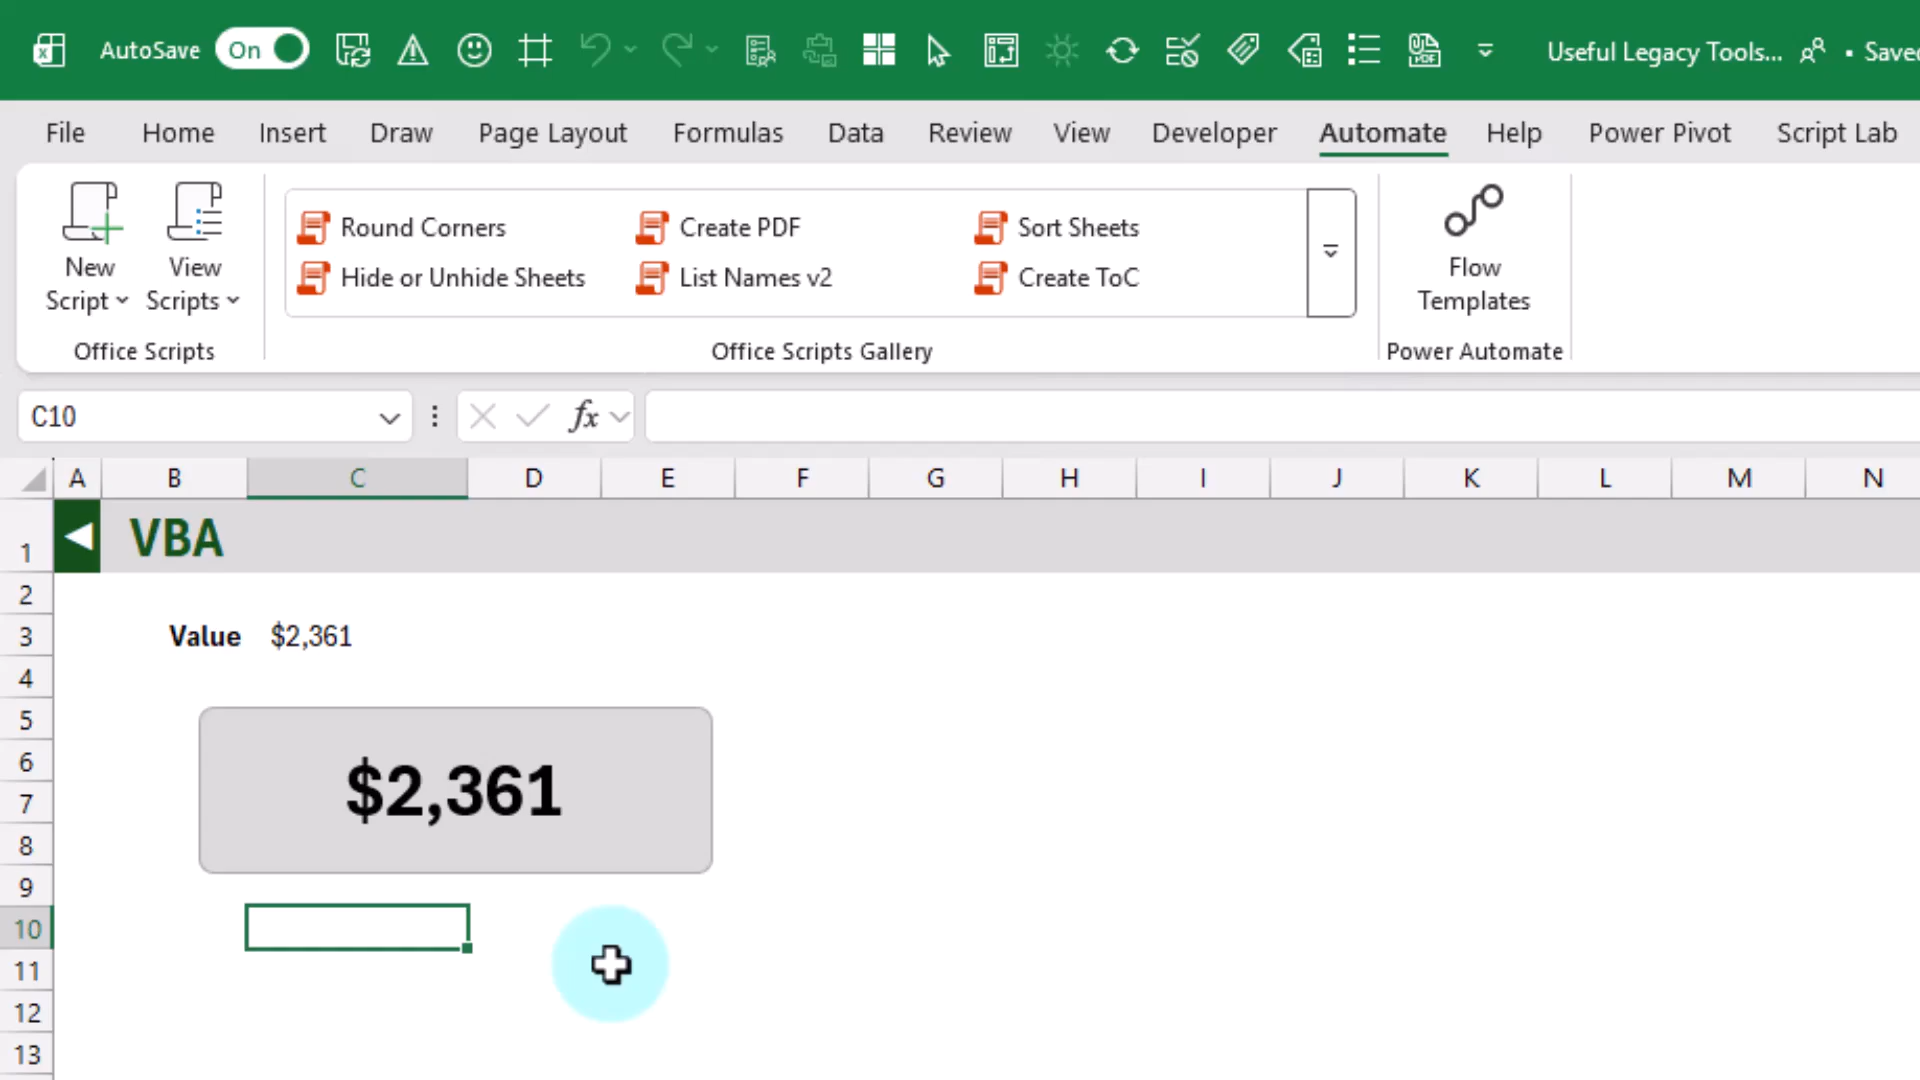 AutoSave On Useful Legacy Tools... • Saved
File Home Insert Draw Page Layout Formulas Data Review View Developer Automate Help Power Pivot Script Lab
New Script
View Scripts
Office Scripts
Round Corners Create PDF Sort Sheets
Hide or Unhide Sheets List Names v2 Create ToC
Office Scripts Gallery
Flow Templates
Power Automate
C10 fx
A B C D E F G H I J K L M N
1 VBA
2
3 Value $2,361
4
5
6
7 $2,361
8
9
10
11
12
13